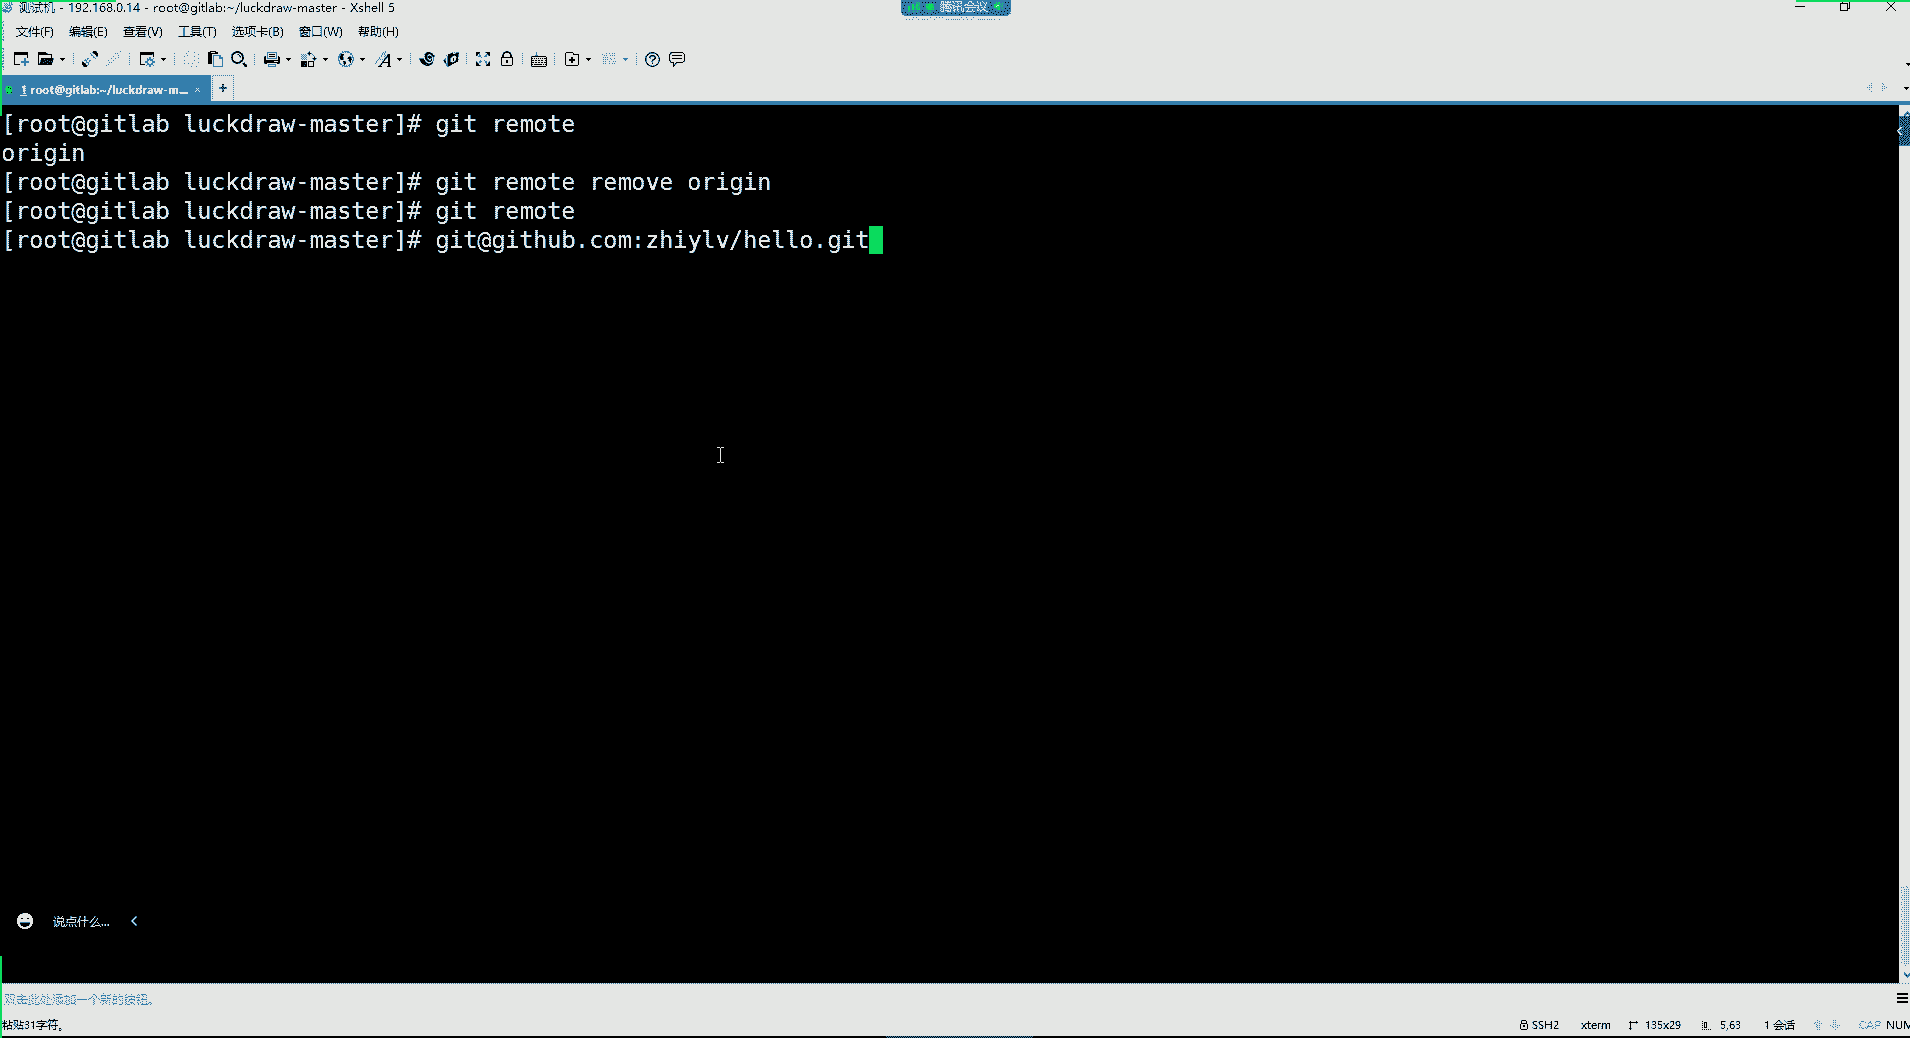 测试机 - 192.168.0.14 - root@gitlab:~/luckdraw-master - Xshell 5
腾讯会议
文件(F) 编辑(E) 查看(V) 工具(T) 选项卡(B) 窗口(W) 帮助(H)
1 root@gitlab:~/luckdraw-m... × +
[root@gitlab luckdraw-master]# git remote
origin
[root@gitlab luckdraw-master]# git remote remove origin
[root@gitlab luckdraw-master]# git remote
[root@gitlab luckdraw-master]# git@github.com:zhiylv/hello.git
说点什么...
双击此处添加一个新的按钮。
粘贴31字符。
SSH2 xterm 135x29 5,63 1 会话 CAP NUM